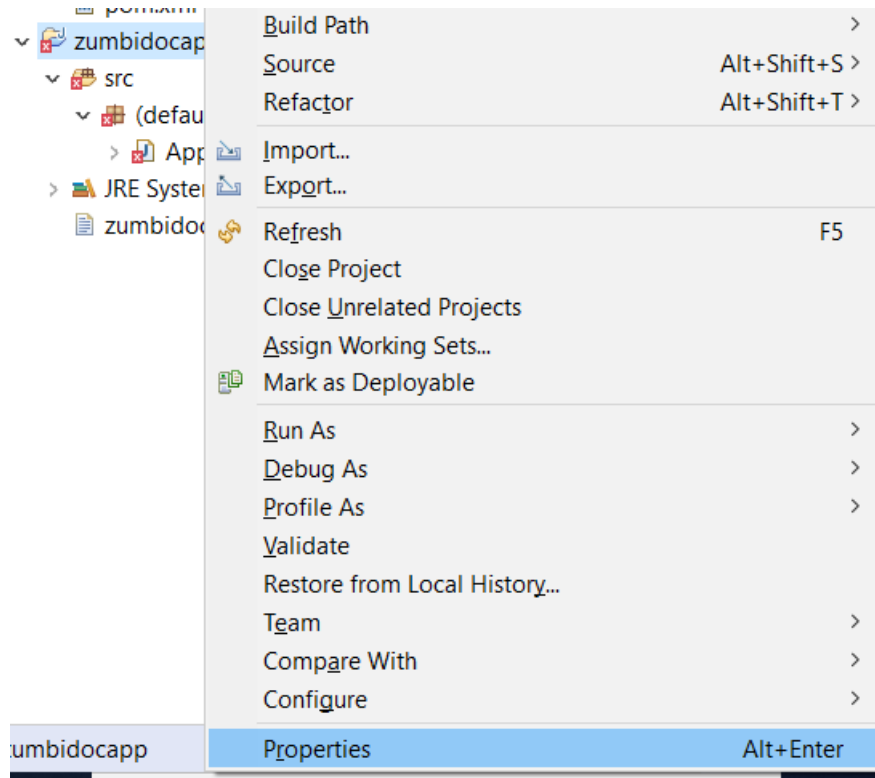 pom.xml
zumbidocap
src
(defau
App
JRE Syste
zumbidoc
Build Path
Source Alt+Shift+S
Refactor Alt+Shift+T
Import...
Export...
Refresh F5
Close Project
Close Unrelated Projects
Assign Working Sets...
Mark as Deployable
Run As
Debug As
Profile As
Validate
Restore from Local History...
Team
Compare With
Configure
Properties Alt+Enter
zumbidocapp